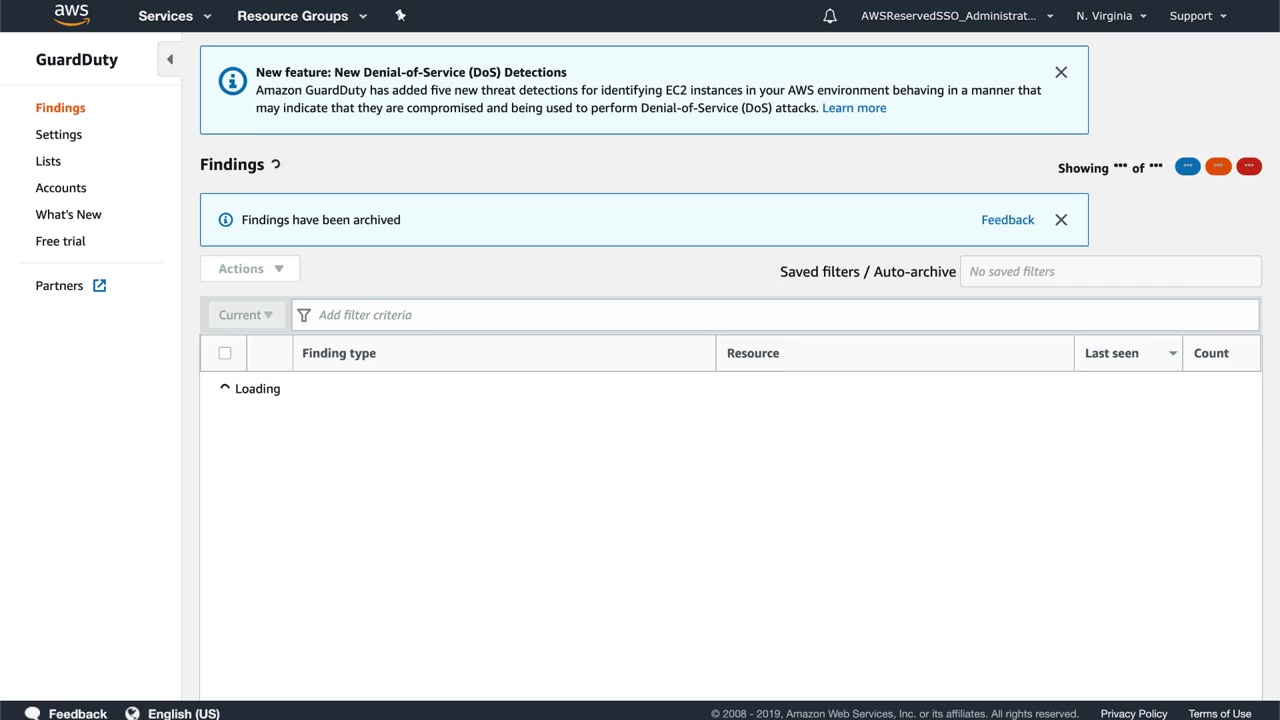 aws Services Resource Groups AWSReservedSSO_Administrat... N. Virginia Support
GuardDuty
Findings
Settings
Lists
Accounts
What's New
Free trial
Partners
New feature: New Denial-of-Service (DoS) Detections
Amazon GuardDuty has added five new threat detections for identifying EC2 instances in your AWS environment behaving in a manner that
may indicate that they are compromised and being used to perform Denial-of-Service (DoS) attacks. Learn more
Findings
Showing *** of *** *** *** ***
Findings have been archived Feedback
Actions
Saved filters / Auto-archive No saved filters
Current Add filter criteria
Finding type Resource Last seen Count
Loading
Feedback English (US) © 2008 - 2019, Amazon Web Services, Inc. or its affiliates. All rights reserved. Privacy Policy Terms of Use